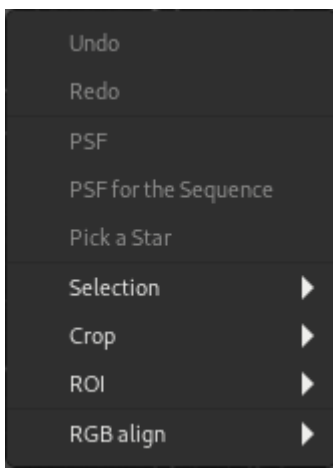 Undo
Redo
PSF
PSF for the Sequence
Pick a Star
Selection
Crop
ROI
RGB align